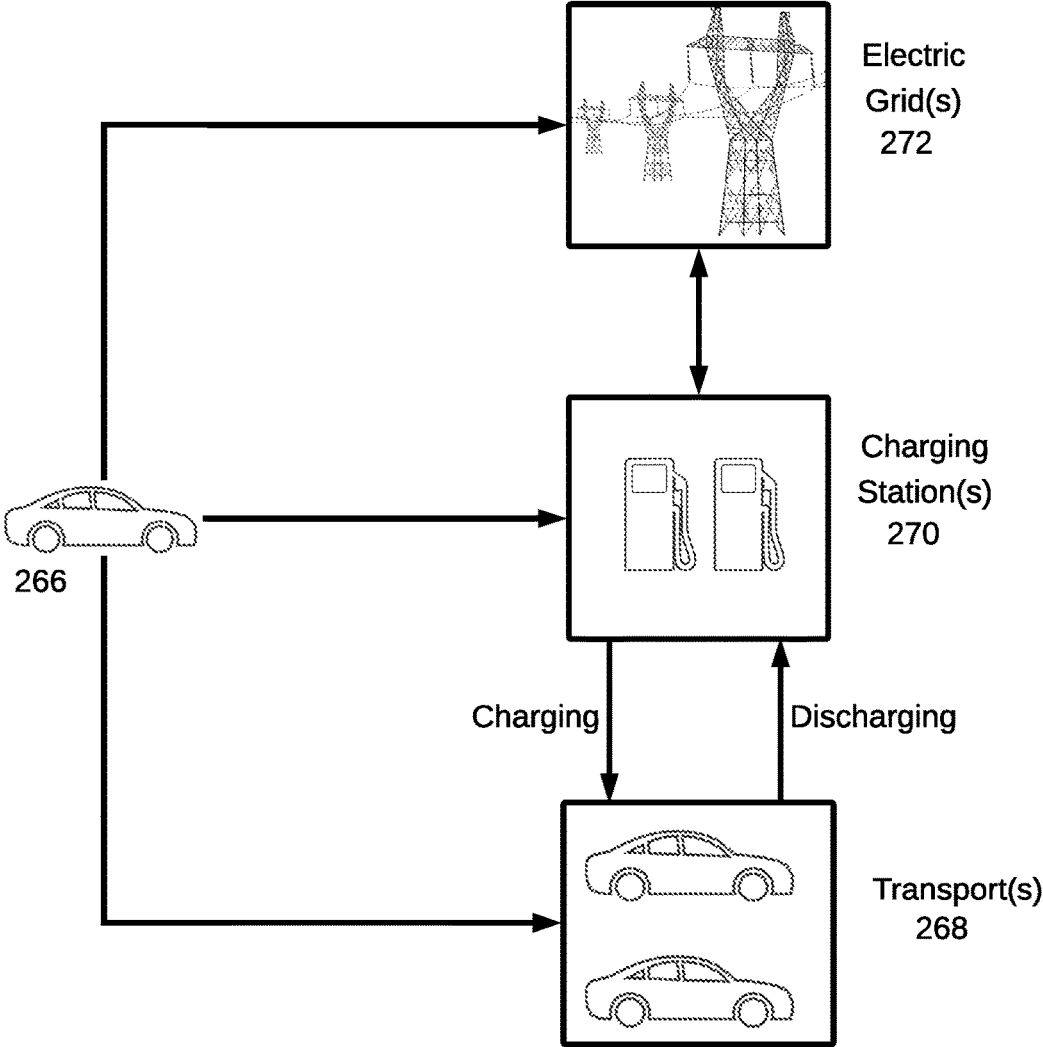 Electric
Grid(s)
272
Charging
Station(s)
270
266
Charging
Discharging
Transport(s)
268